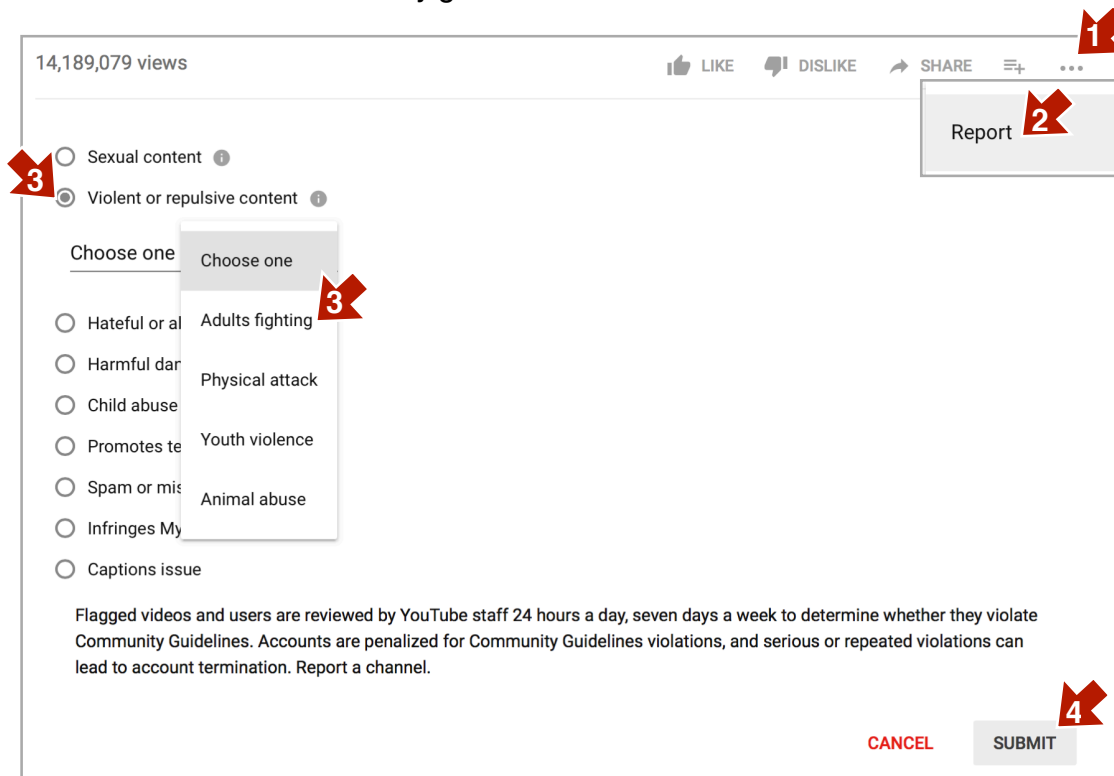 14,189,079 views
LIKE DISLIKE SHARE
1
Report 2
Sexual content
3
Violent or repulsive content
Choose one
Choose one
3
Adults fighting
Hateful or
Harmful
Physical attack
Child abuse
Youth violence
Promotes
Spam or
Animal abuse
Infringes My
Captions issue
Flagged videos and users are reviewed by YouTube staff 24 hours a day, seven days a week to determine whether they violate
Community Guidelines. Accounts are penalized for Community Guidelines violations, and serious or repeated violations can
lead to account termination. Report a channel.
4
CANCEL SUBMIT